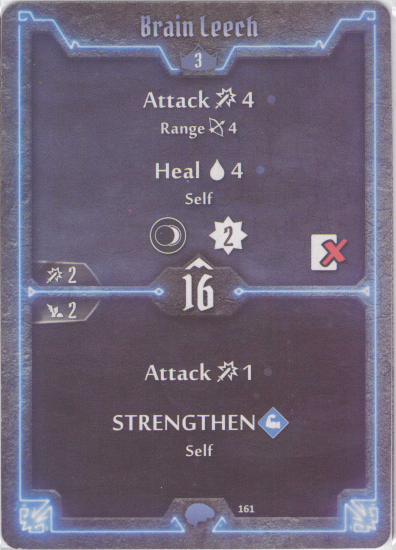 Brain Leech
3
Attack 4
Range 4
Heal 4
Self
2
2
16
2
Attack 1
STRENGTHEN
Self
161